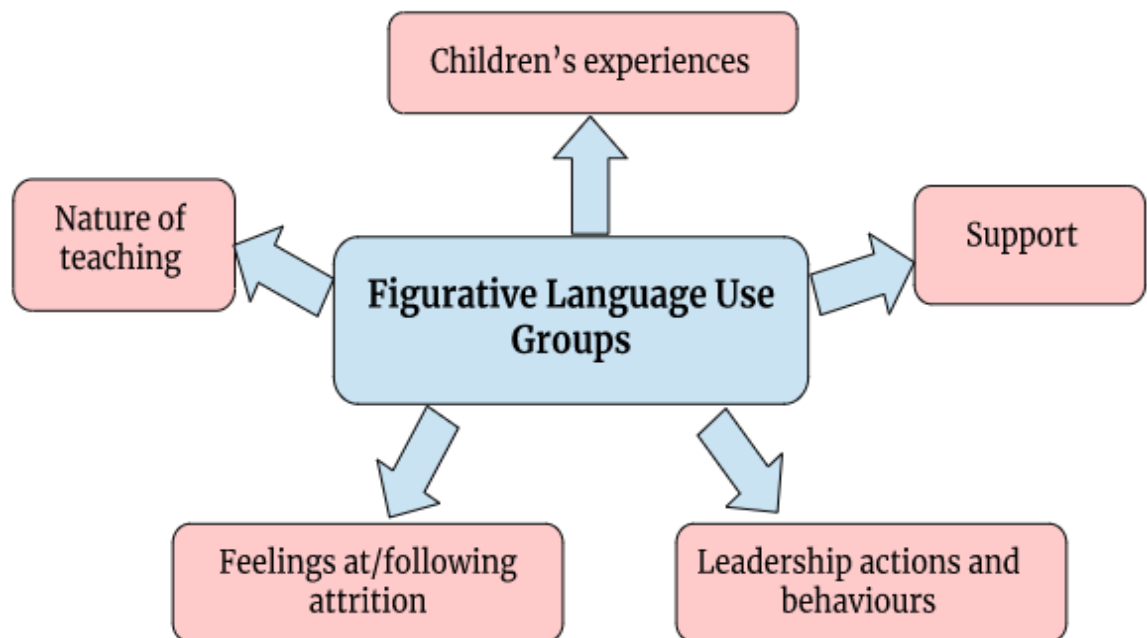 Children’s experiences
Nature of
teaching
Support
Figurative Language Use
Groups
Feelings at/following
attrition
Leadership actions and
behaviours